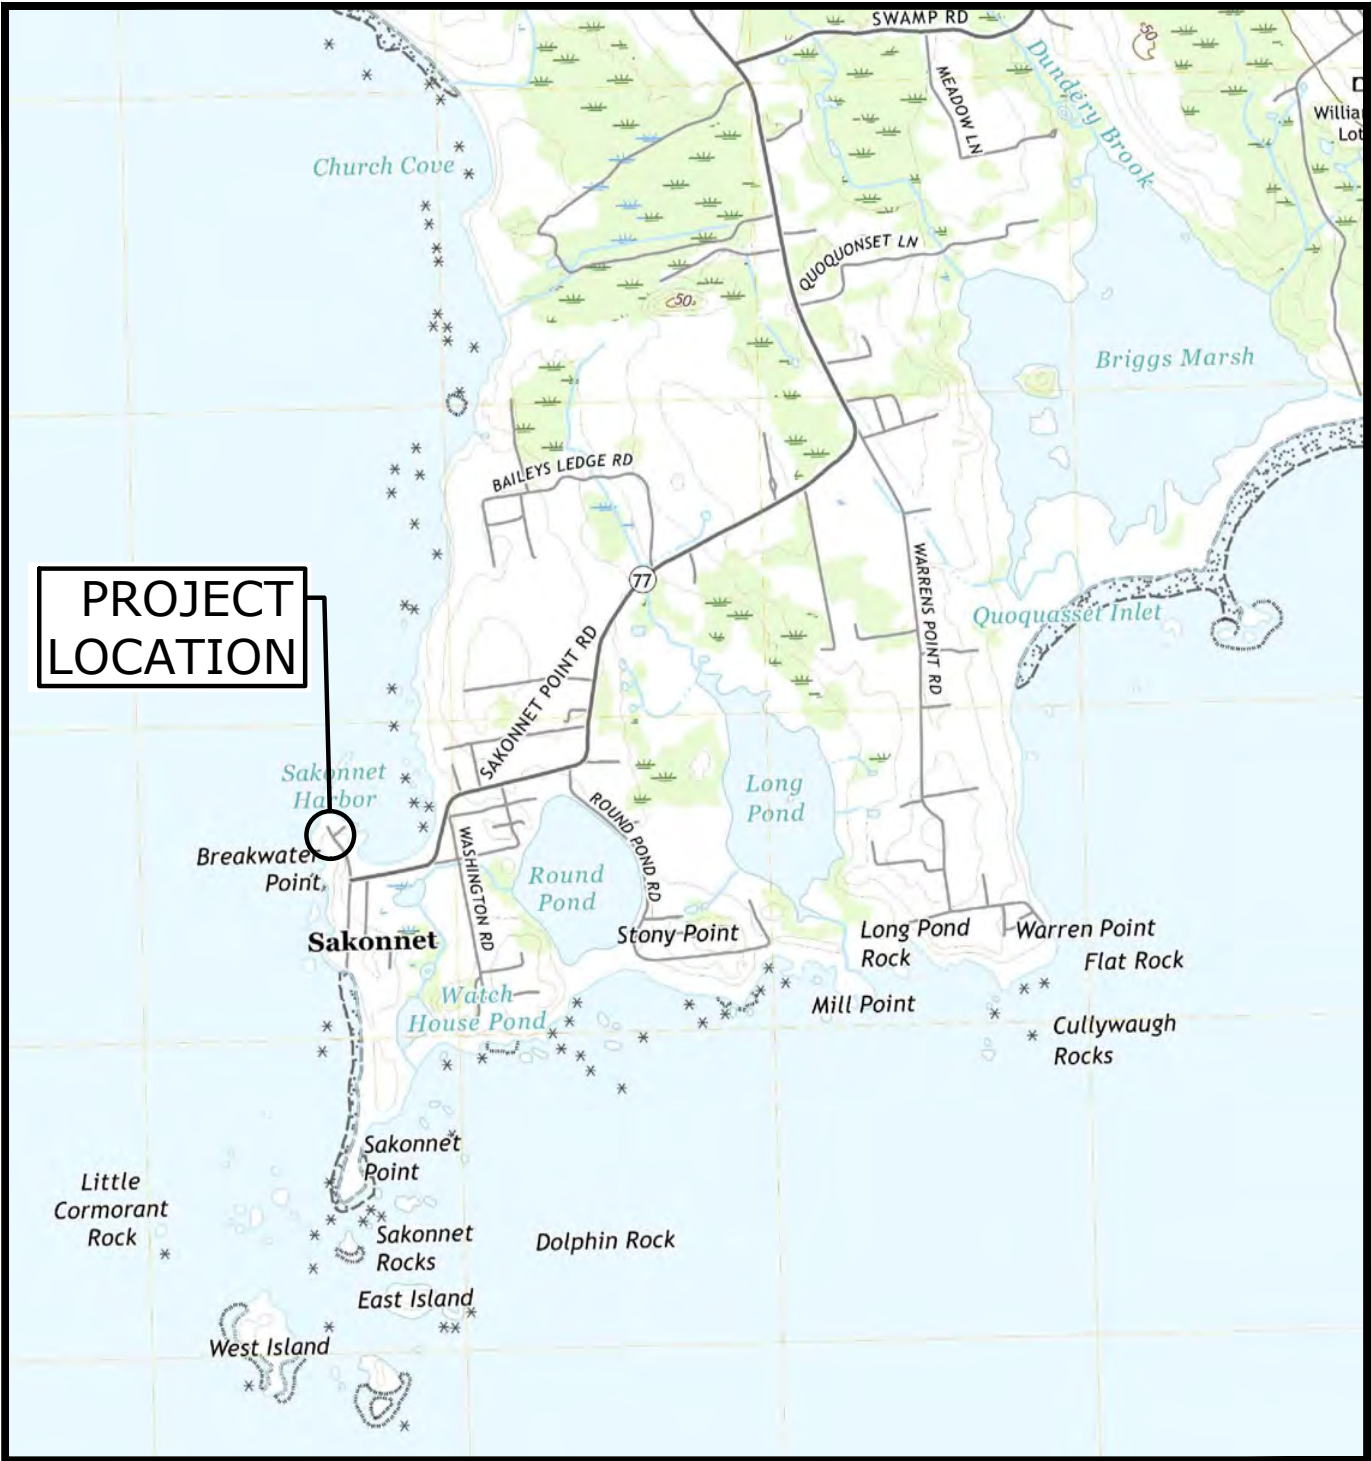 SWAMP RD
MEADOW LN
Dundery Brook
50
Willia
Lot
Church Cove
QUOQUONSET LN
50
Briggs Marsh
BAILEYS LEDGE RD
WARRENS POINT RD
77
PROJECT
LOCATION
Quoquasset Inlet
SAKONNET POINT RD
Sakonnet
Harbor
Long
Pond
ROUND POND RD
WASHINGTON RD
Breakwater
Point
Round
Pond
Sakonnet
Stony Point
Long Pond
Rock
Warren Point
Flat Rock
Watch
House Pond
Mill Point
Cullywaugh
Rocks
Sakonnet
Point
Little
Cormorant
Rock
Sakonnet
Rocks
Dolphin Rock
East Island
West Island